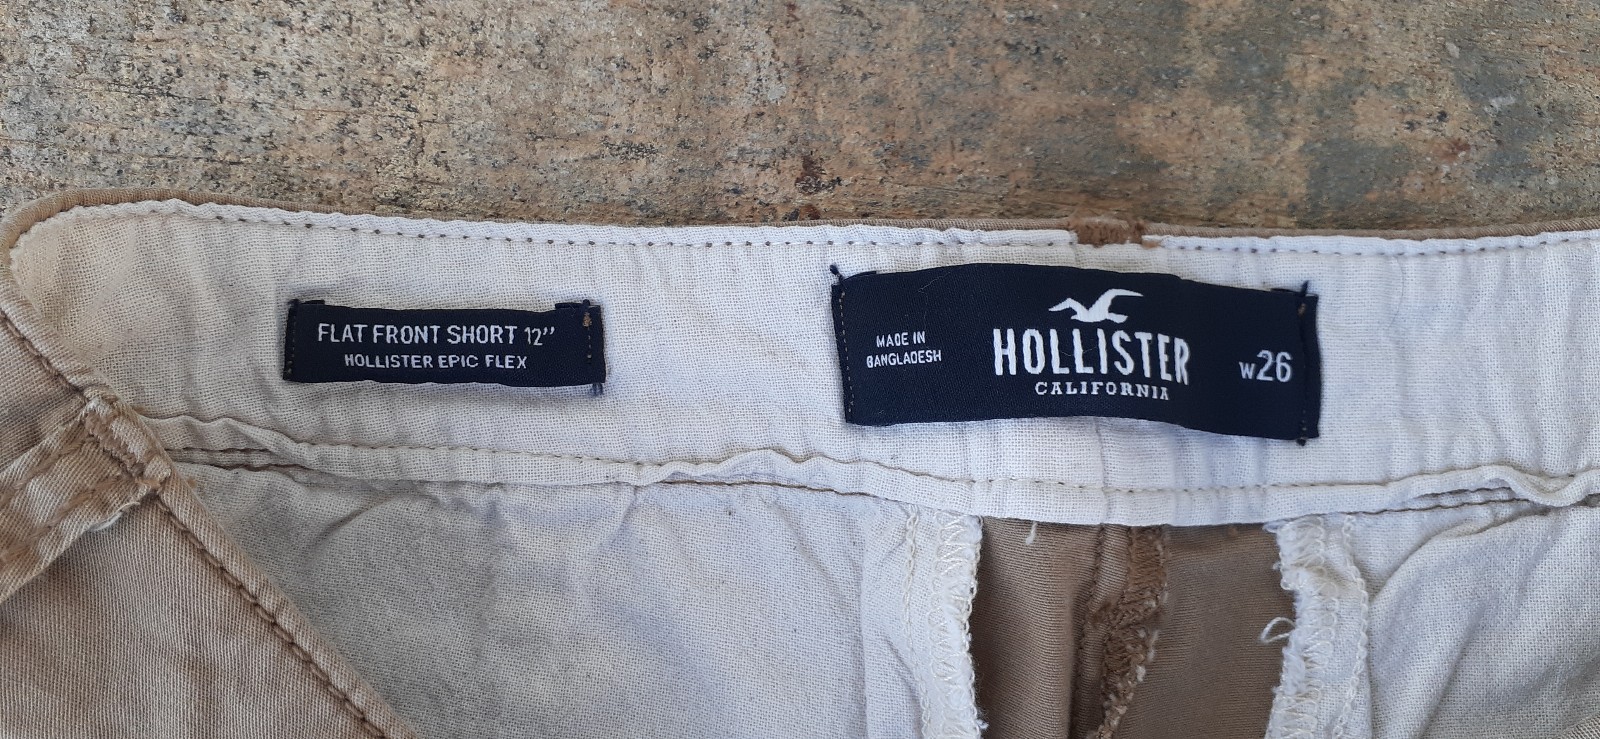 FLAT FRONT SHORT 12’’
HOLLISTER EPIC FLEX
MADE IN
BANGLADESH
HOLLISTER
CALIFORNIA
W26